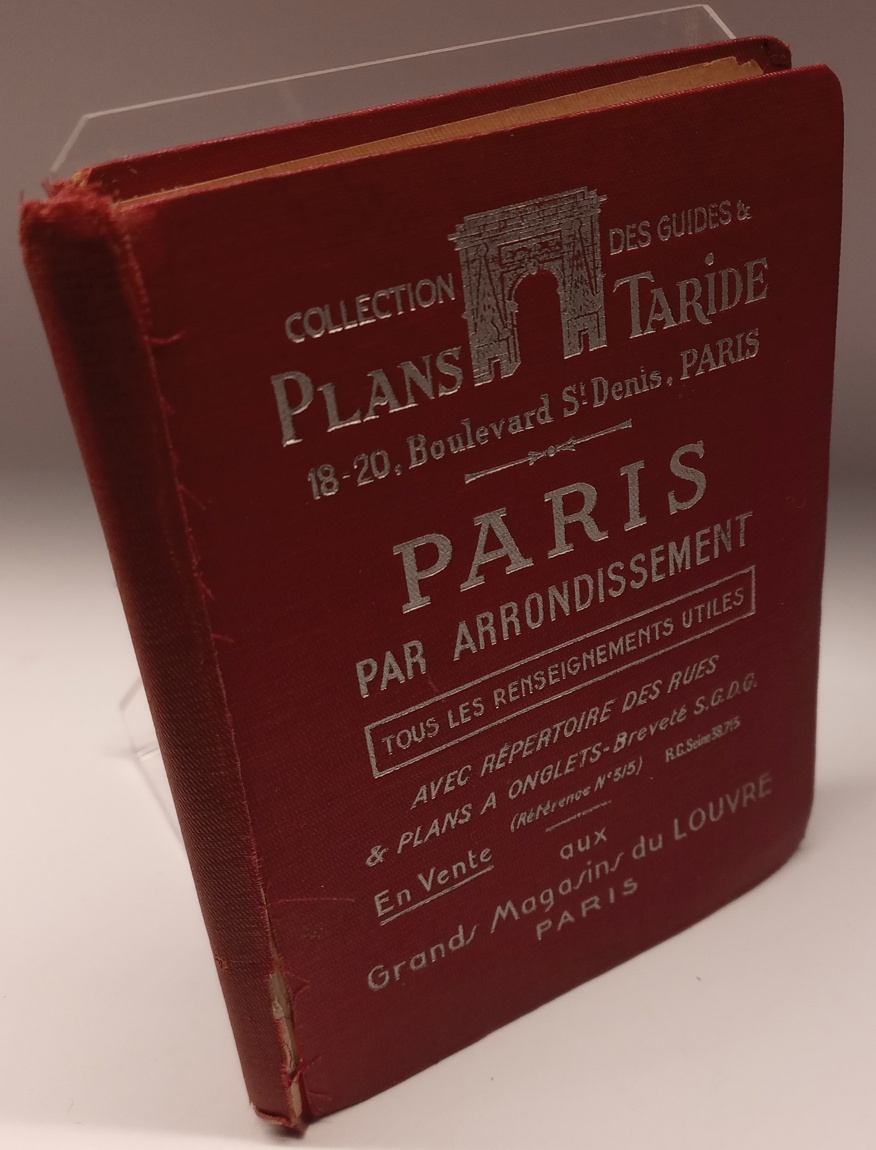 COLLECTION DES GUIDES &
PLANS TARIDE
18-20, Boulevard St Denis, PARIS
PARIS
PAR ARRONDISSEMENT
TOUS LES RENSEIGNEMENTS UTILES
AVEC RÉPERTOIRE DES RUES
& PLANS A ONGLETS-Breveté S.G.D.G.
(Référence No 5/5) R.C. Seine 38.715
En Vente aux
Grands Magasins du LOUVRE
PARIS